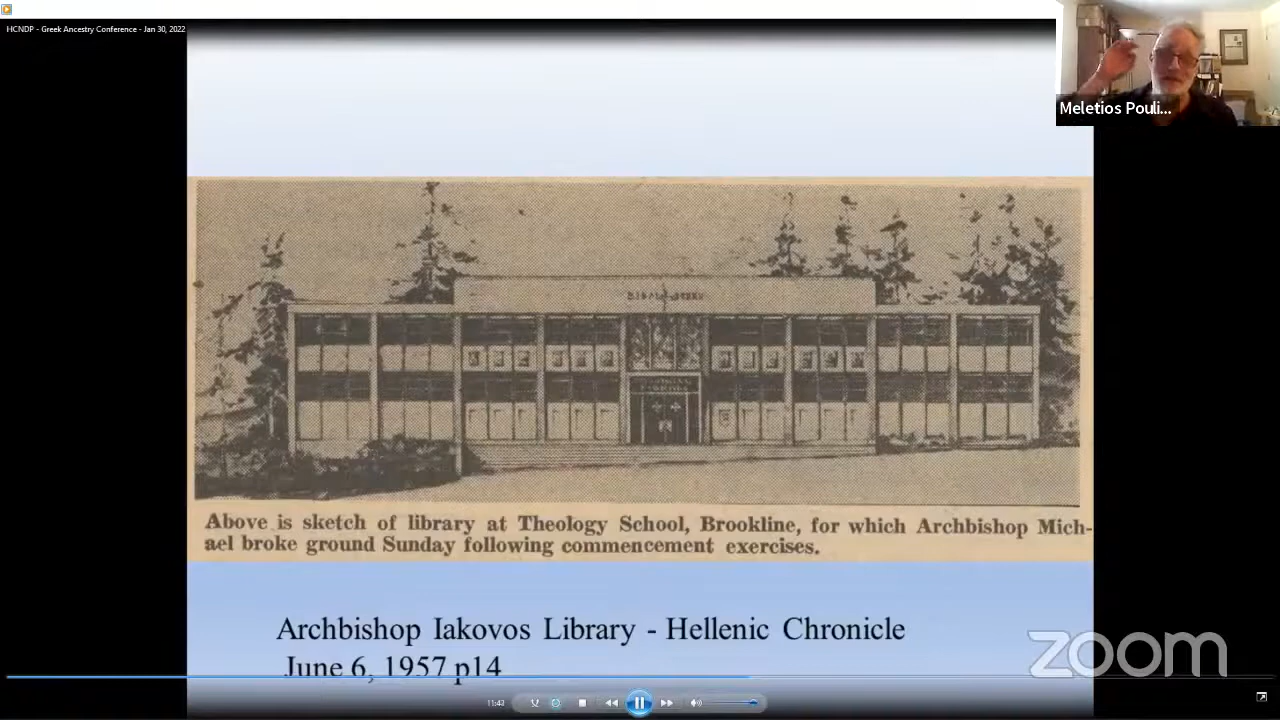 HCNDP - Greek Ancestry Conference - Jan 30, 2022
Meletios Pouli...
Above is sketch of library at Theology School, Brookline, for which Archbishop Mich-
ael broke ground Sunday following commencement exercises.
Archbishop Iakovos Library - Hellenic Chronicle
June 6, 1957 p14
zoom
11:43